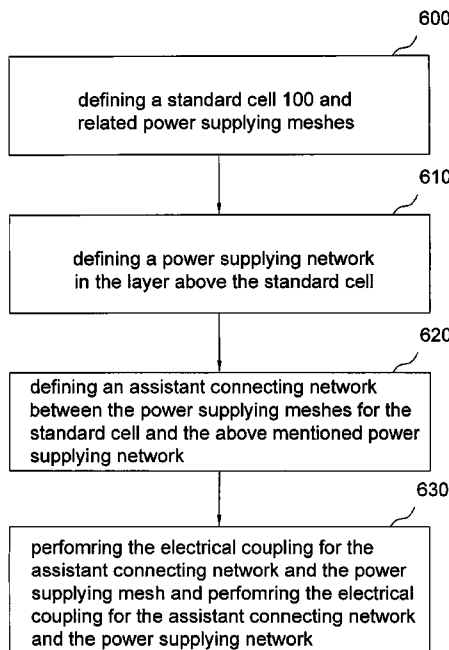 600
defining a standard cell 100 and
related power supplying meshes
610
defining a power supplying network
in the layer above the standard cell
620
defining an assistant connecting network
between the power supplying meshes for the
standard cell and the above mentioned power
supplying network
630
perfomring the electrical coupling for the
assistant connecting network and the power
supplying mesh and perfomring the electrical
coupling for the assistant connecting network
and the power supplying network